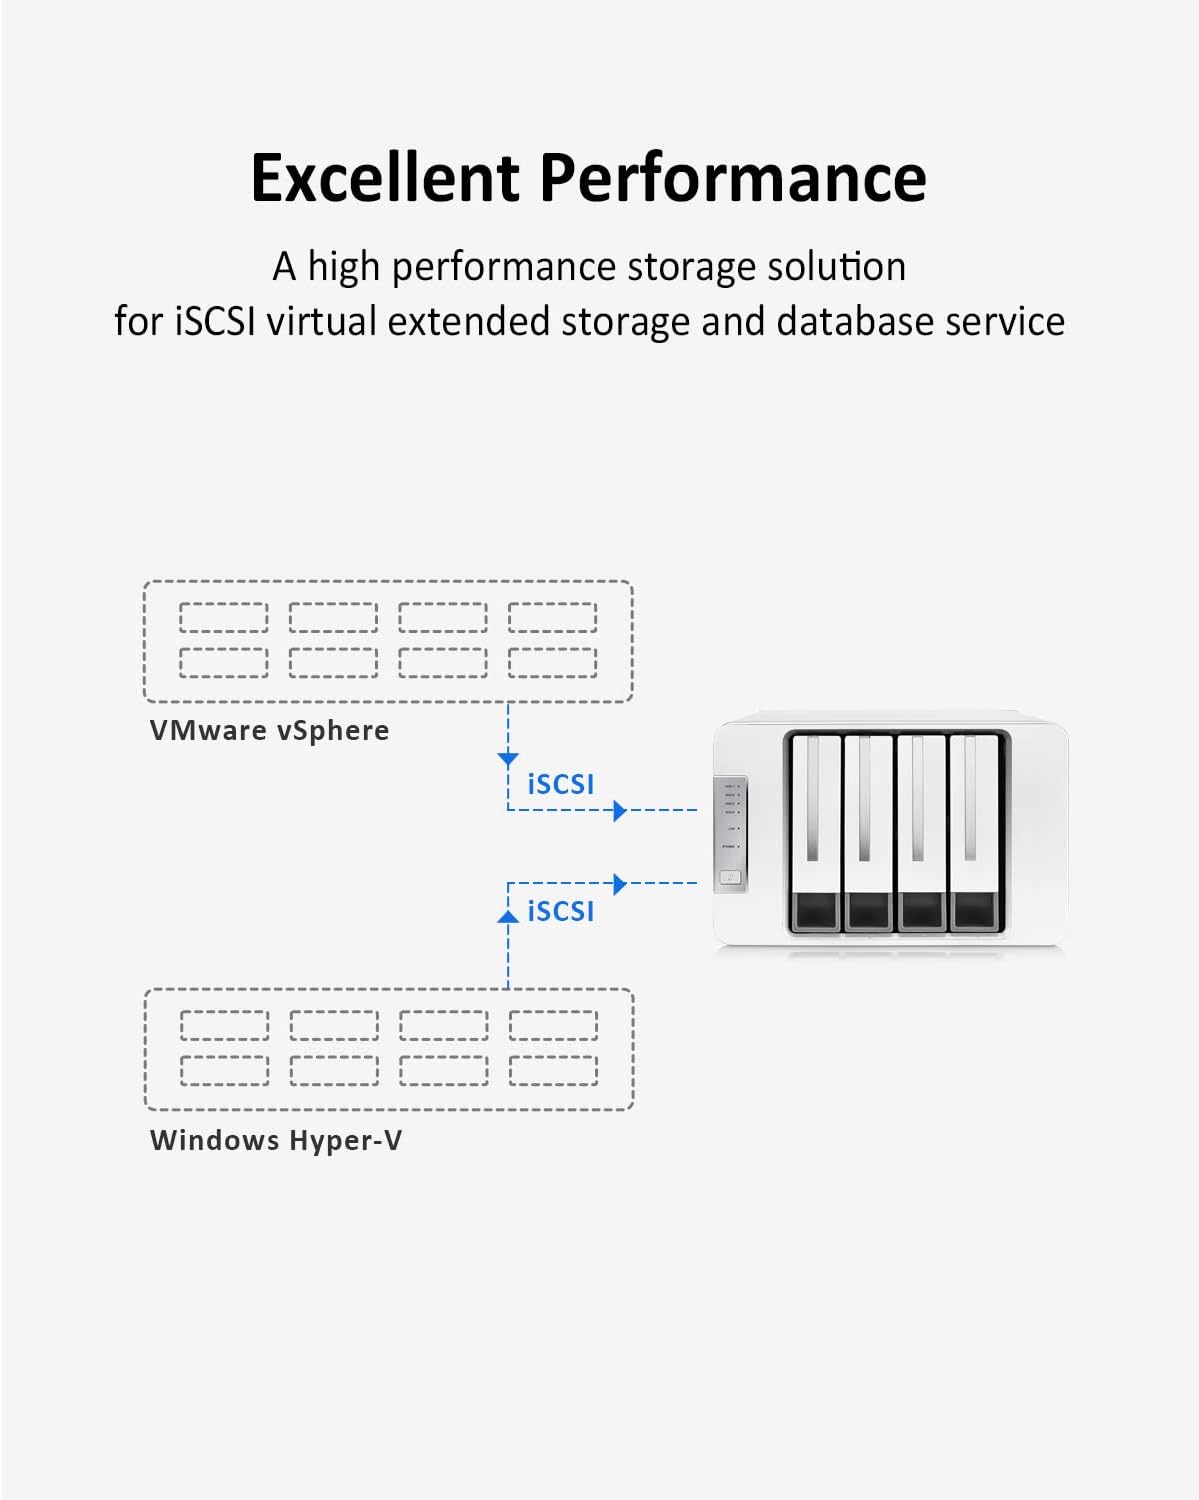 Excellent Performance
A high performance storage solution
for iSCSI virtual extended storage and database service
VMware vSphere
iSCSI
iSCSI
Windows Hyper-V